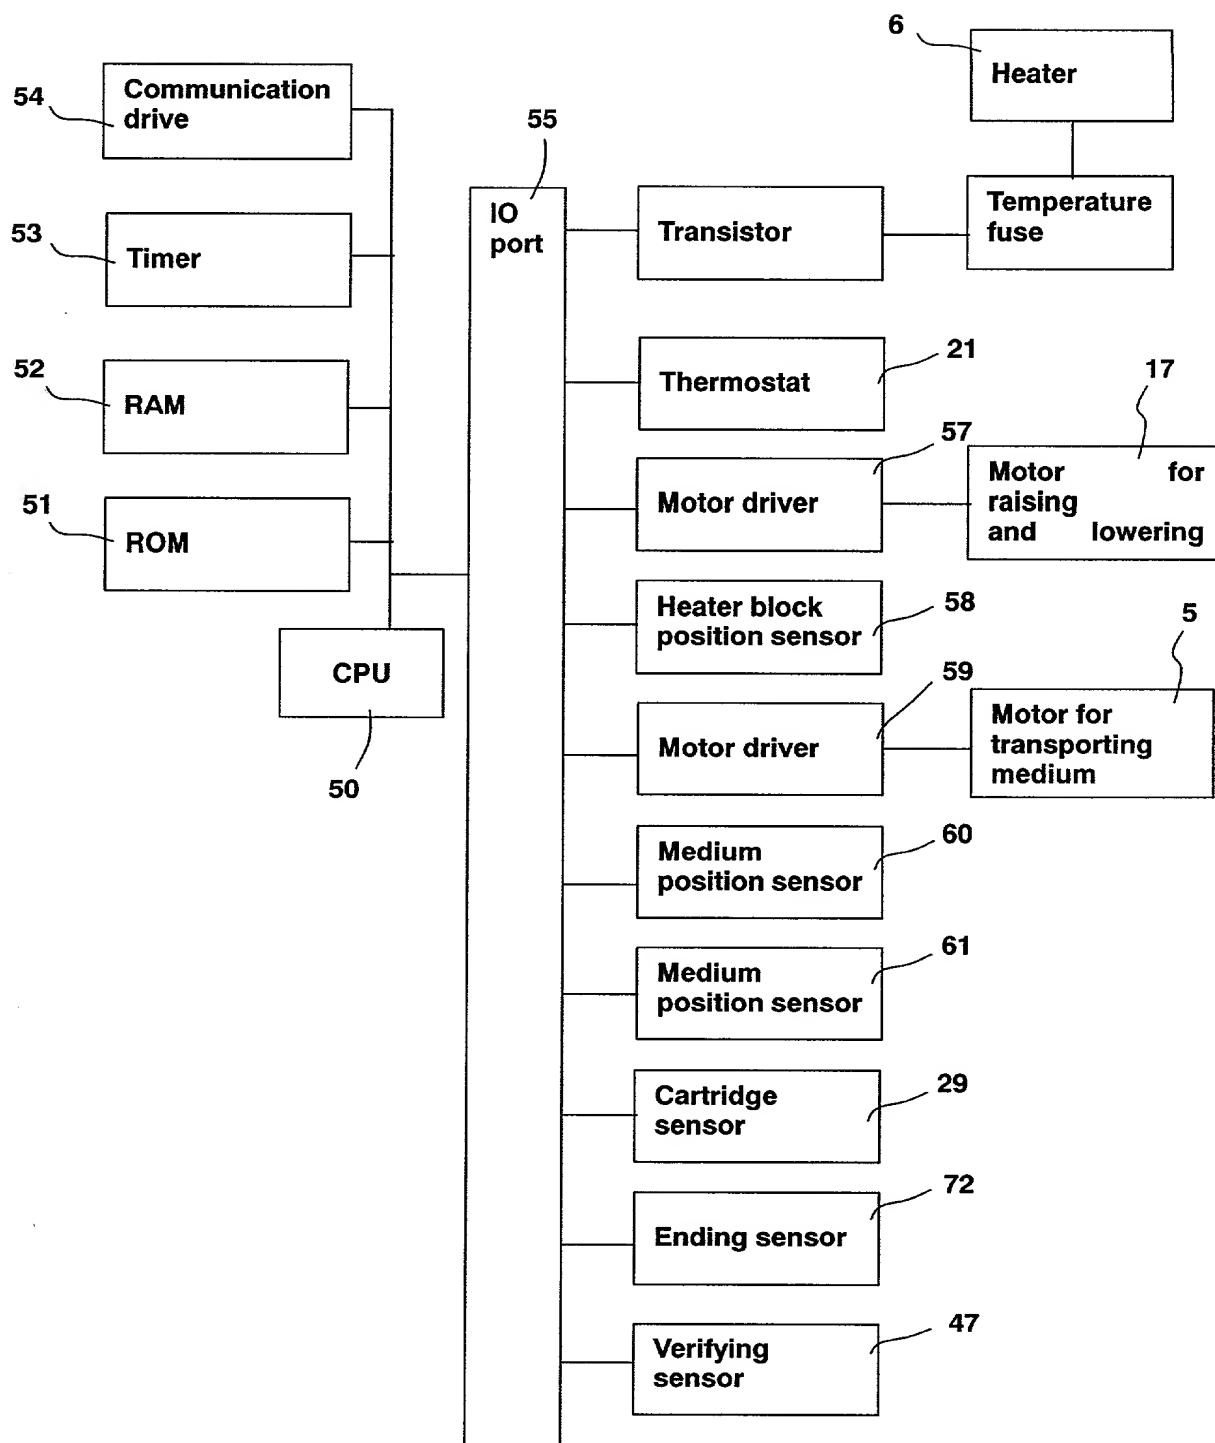 6
Heater
54
Communication
drive
55
IO
port
Temperature
fuse
Transistor
53
Timer
21
Thermostat
52
RAM
17
57
Motor for
raising
and lowering
Motor driver
51
ROM
58
Heater block
position sensor
5
59
CPU
50
Motor driver
Motor for
transporting
medium
60
Medium
position sensor
61
Medium
position sensor
29
Cartridge
sensor
72
Ending sensor
47
Verifying
sensor